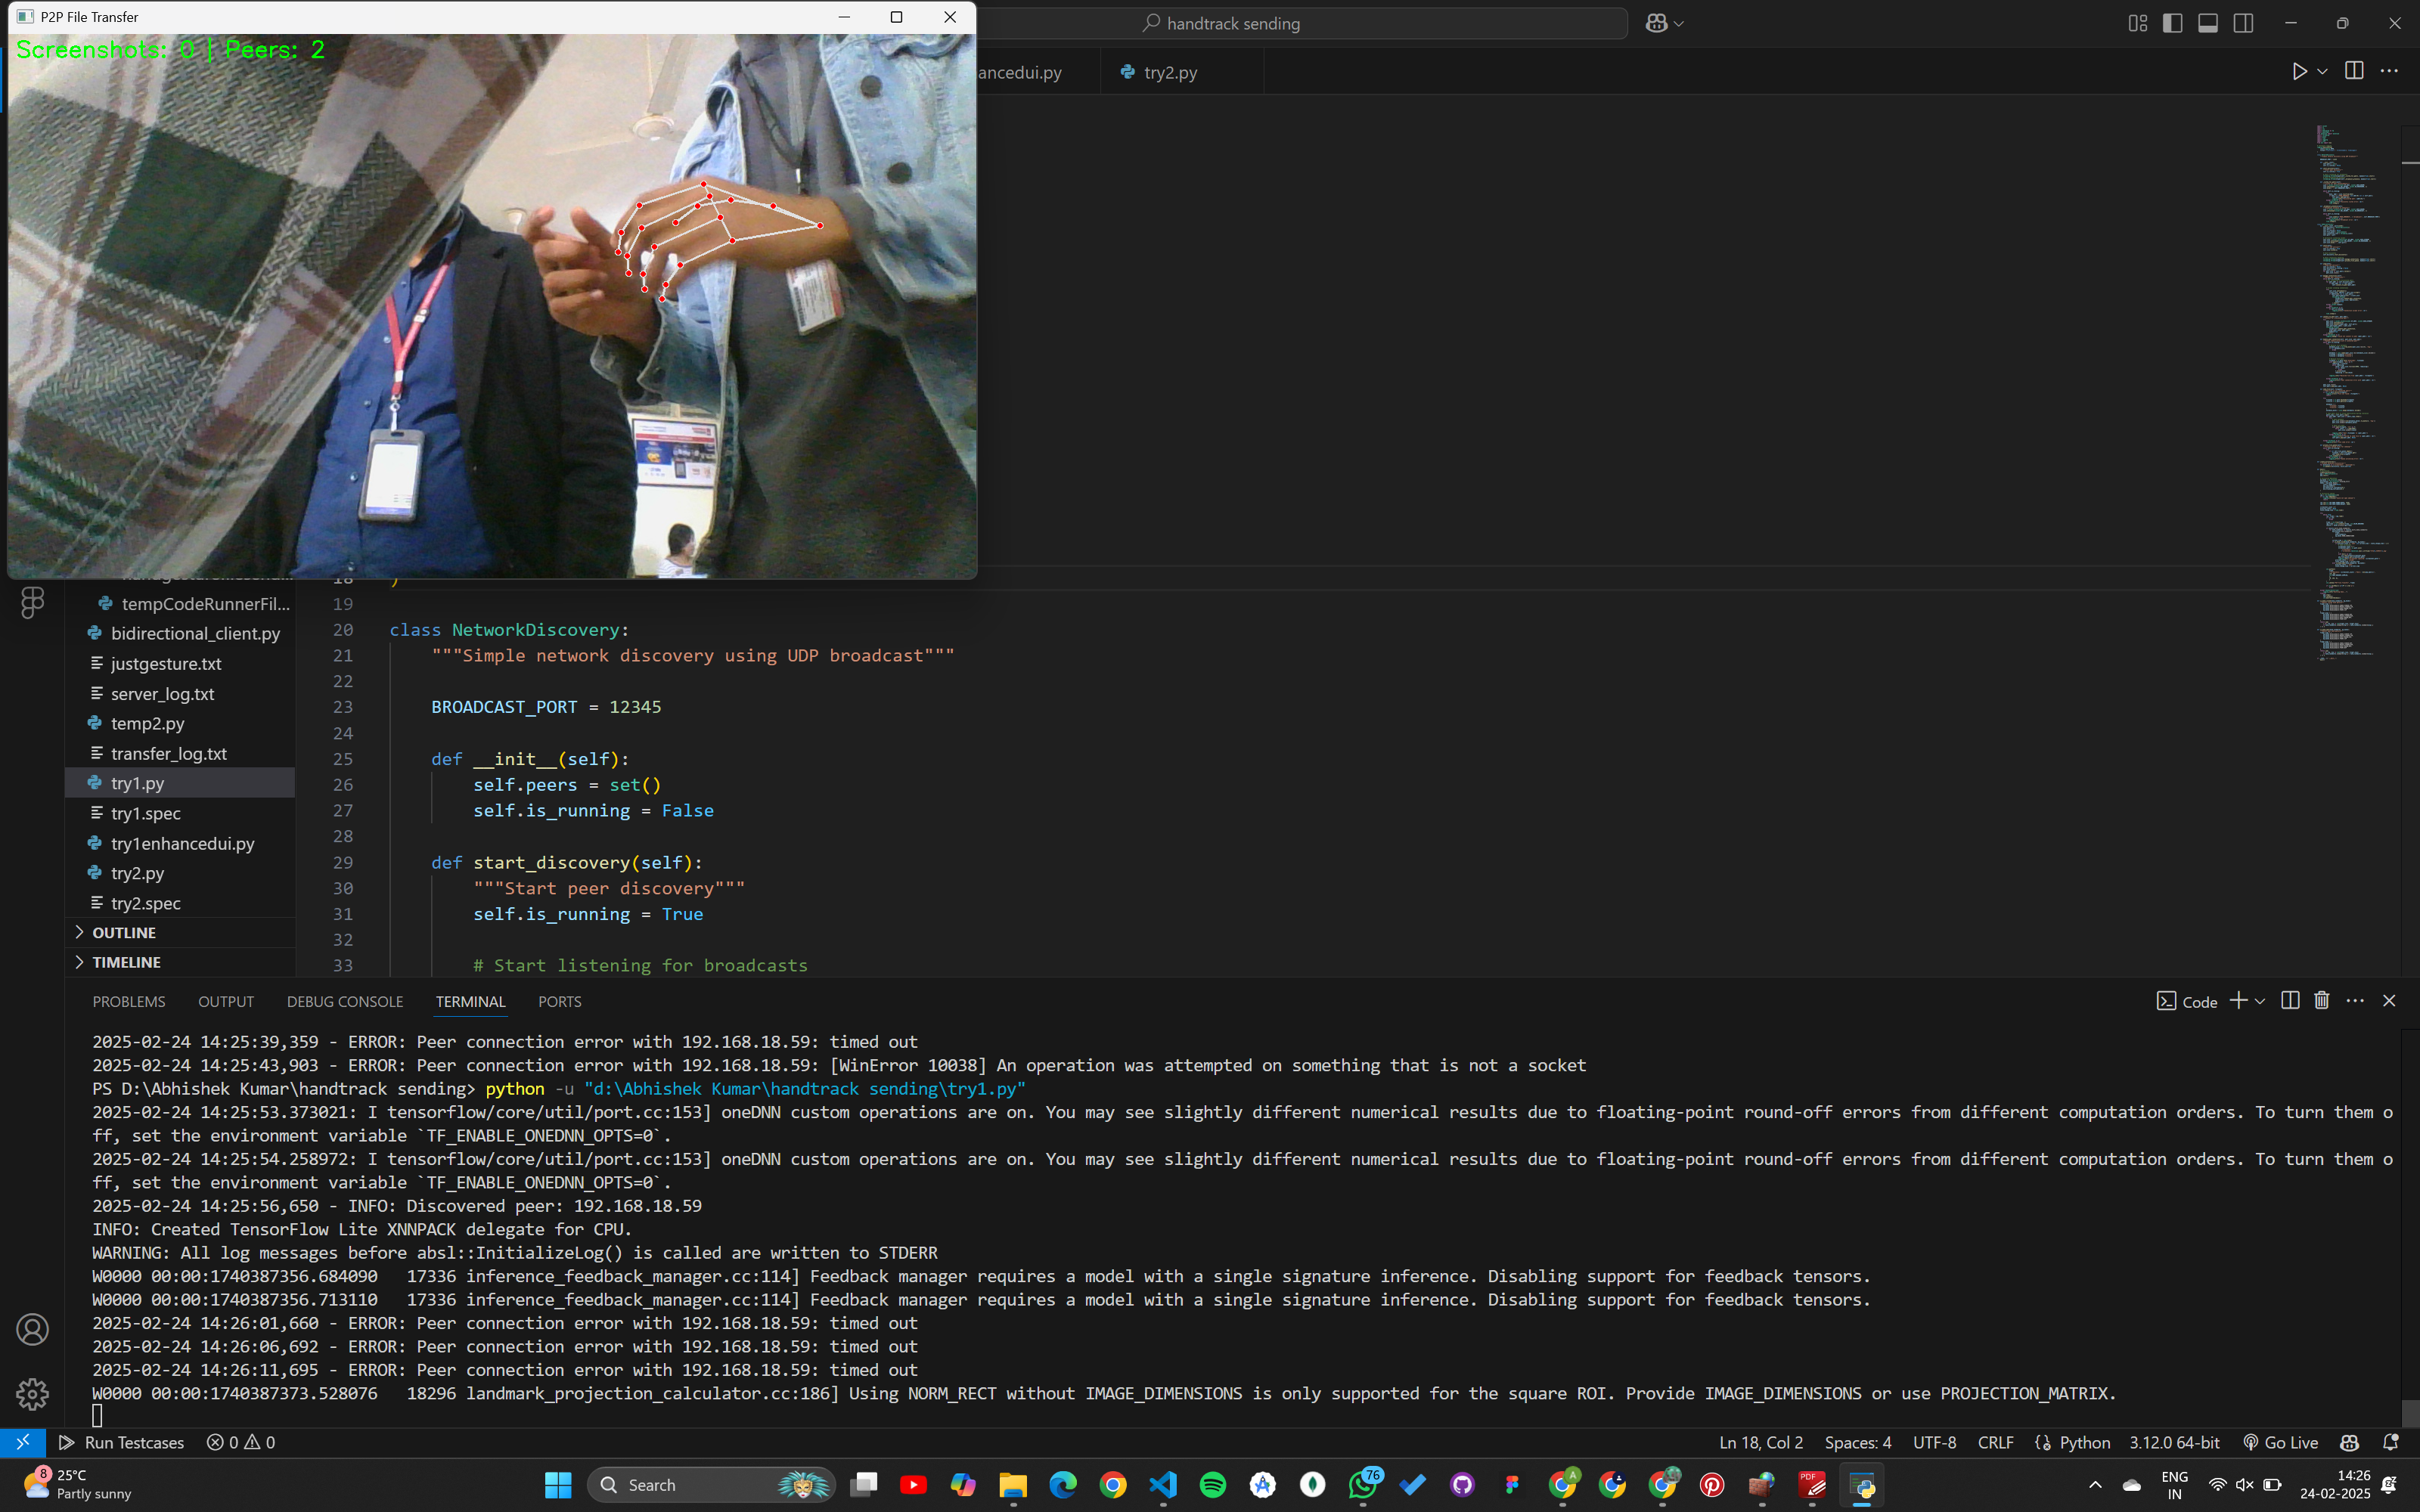 P2P File Transfer
handtrack sending
Screenshots: 0 | Peers: 2
ancedui.py
try2.py
18 )
tempCodeRunnerFil...
bidirectional_client.py
justgesture.txt
server_log.txt
temp2.py
transfer_log.txt
try1.py
try1.spec
try1enhancedui.py
try2.py
try2.spec
OUTLINE
TIMELINE
19
20 class NetworkDiscovery:
21 """Simple network discovery using UDP broadcast"""
22
23 BROADCAST_PORT = 12345
24
25 def __init__(self):
26 self.peers = set()
27 self.is_running = False
28
29 def start_discovery(self):
30 """Start peer discovery"""
31 self.is_running = True
32
33 # Start listening for broadcasts
PROBLEMS OUTPUT DEBUG CONSOLE TERMINAL PORTS
Code
2025-02-24 14:25:39,359 - ERROR: Peer connection error with 192.168.18.59: timed out
2025-02-24 14:25:43,903 - ERROR: Peer connection error with 192.168.18.59: [WinError 10038] An operation was attempted on something that is not a socket
PS D:\Abhishek Kumar\handtrack sending> python -u "d:\Abhishek Kumar\handtrack sending\try1.py"
2025-02-24 14:25:53.373021: I tensorflow/core/util/port.cc:153] oneDNN custom operations are on. You may see slightly different numerical results due to floating-point round-off errors from different computation orders. To turn them o
ff, set the environment variable `TF_ENABLE_ONEDNN_OPTS=0`.
2025-02-24 14:25:54.258972: I tensorflow/core/util/port.cc:153] oneDNN custom operations are on. You may see slightly different numerical results due to floating-point round-off errors from different computation orders. To turn them o
ff, set the environment variable `TF_ENABLE_ONEDNN_OPTS=0`.
2025-02-24 14:25:56,650 - INFO: Discovered peer: 192.168.18.59
INFO: Created TensorFlow Lite XNNPACK delegate for CPU.
WARNING: All log messages before absl::InitializeLog() is called are written to STDERR
W0000 00:00:1740387356.684090   17336 inference_feedback_manager.cc:114] Feedback manager requires a model with a single signature inference. Disabling support for feedback tensors.
W0000 00:00:1740387356.713110   17336 inference_feedback_manager.cc:114] Feedback manager requires a model with a single signature inference. Disabling support for feedback tensors.
2025-02-24 14:26:01,660 - ERROR: Peer connection error with 192.168.18.59: timed out
2025-02-24 14:26:06,692 - ERROR: Peer connection error with 192.168.18.59: timed out
2025-02-24 14:26:11,695 - ERROR: Peer connection error with 192.168.18.59: timed out
W0000 00:00:1740387373.528076   18296 landmark_projection_calculator.cc:186] Using NORM_RECT without IMAGE_DIMENSIONS is only supported for the square ROI. Provide IMAGE_DIMENSIONS or use PROJECTION_MATRIX.
Run Testcases 0 0 Ln 18, Col 2 Spaces: 4 UTF-8 CRLF Python 3.12.0 64-bit Go Live
8 25°C
Partly sunny
Search
76
A
PDF
ENG
IN
14:26
24-02-2025